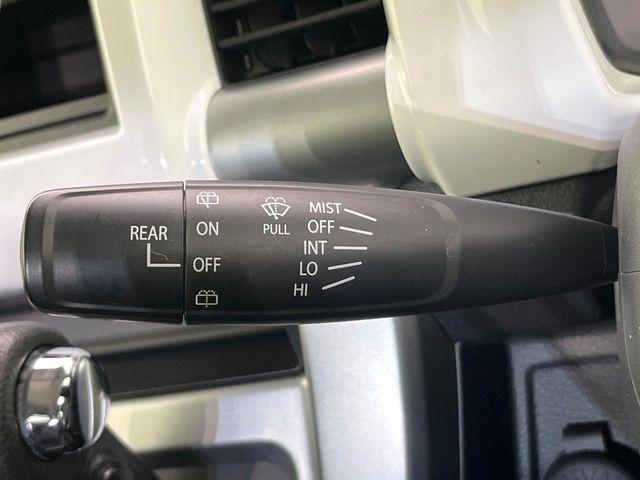 REAR
ON
OFF
PULL
MIST
OFF
INT
LO
HI